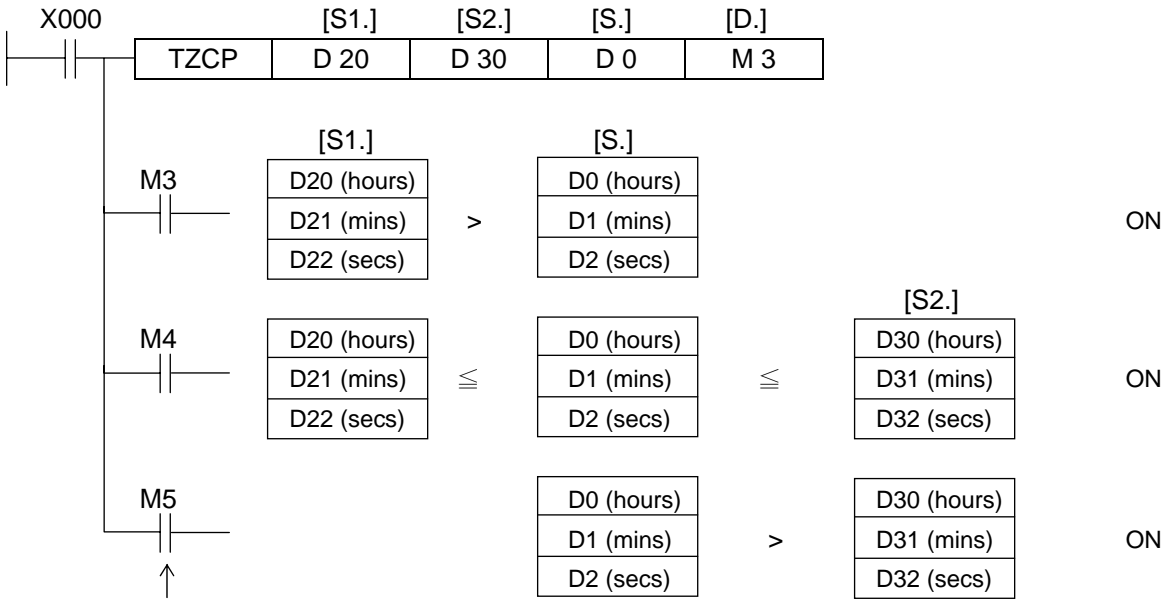 X000 [S1.] [S2.] [S.] [D.]
TZCP D 20 D 30 D 0 M 3
[S1.] [S.]
M3 D20 (hours) D0 (hours)
D21 (mins) > D1 (mins) ON
D22 (secs) D2 (secs)
[S2.]
M4 D20 (hours) D0 (hours) D30 (hours)
D21 (mins) ≦ D1 (mins) ≦ D31 (mins) ON
D22 (secs) D2 (secs) D32 (secs)
M5 D0 (hours) D30 (hours)
D1 (mins) > D31 (mins) ON
D2 (secs) D32 (secs)